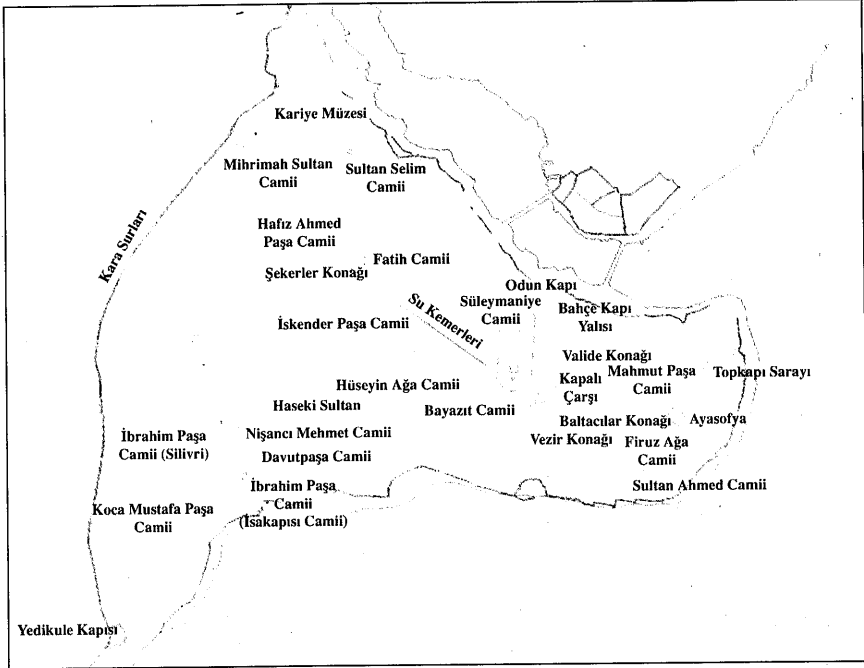 Kariye Müzesi
Mihrimah Sultan
Camii
Sultan Selim
Camii
Kara Surları
Hafız Ahmed
Paşa Camii
Fatih Camii
Şekerler Konağı
Odun Kapı
Süleymaniye
Camii
Bahçe Kapı
Yalısı
Su Kemerleri
İskender Paşa Camii
Valide Konağı
Kapalı
Çarşı
Mahmut Paşa
Camii
Topkapı Sarayı
Hüseyin Ağa Camii
Haseki Sultan
Bayazıt Camii
Baltacılar Konağı
Ayasofya
İbrahim Paşa
Camii (Silivri)
Nişancı Mehmet Camii
Vezir Konağı
Firuz Ağa
Camii
Davutpaşa Camii
İbrahim Paşa
Camii
(İsakapısı Camii)
Sultan Ahmed Camii
Koca Mustafa Paşa
Camii
Yedikule Kapısı